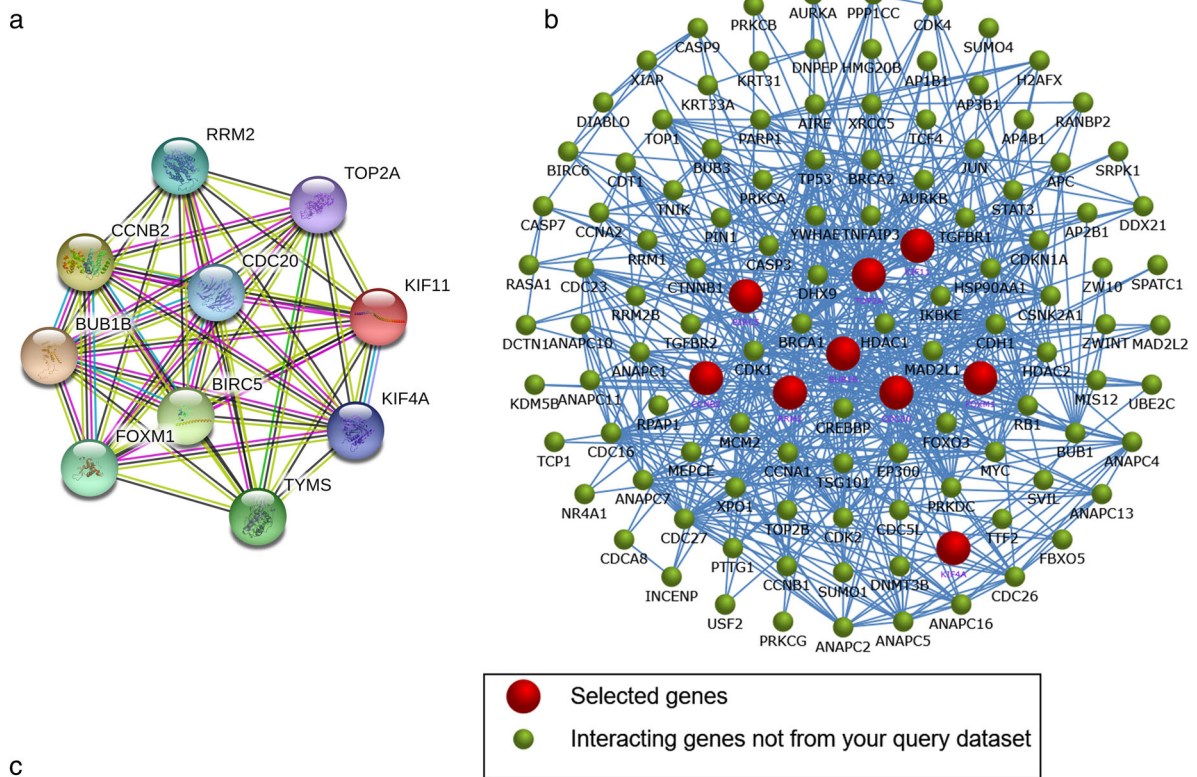 a
RRM2
TOP2A
CCNB2
CDC20
KIF11
BUB1B
BIRC5
KIF4A
FOXM1
TYMS
b
AURKA PPP1CC
PRKCB CDK4
CASP9 SUMO4
XIAP KRT31 DNPEP HMG20B AP1B1 H2AFX
KRT33A AP3B1
DIABLO AIRE XRCC5 RANBP2
TOP1 PARP1 TCF4 AP4B1
BIRC6 BUB3 TP53 BRCA2 JUN APC SRPK1
CDT1 PRKCA AURKB
TNIK STAT3
CASP7 CCNA2 PIN1 YWHAE TNFAIP3 TGFBR1 AP2B1 DDX21
RRM1 CASP3 CDKN1A
RASA1 CDC23 CTNNB1 DHX9 HSP90AA1 ZW10 SPATC1
RRM2B IKBKE CSNK2A1
DCTN1 ANAPC10 TGFBR2 BRCA1 HDAC1 CDH1 ZWINT MAD2L2
ANAPC1 CDK1 MAD2L1 HDAC2
KDM5B ANAPC11 MIS12 UBE2C
RPAP1 CREBBP RB1
TCP1 CDC16 MCM2 FOXO3 BUB1 ANAPC4
MEPCE CCNA1 EP300 MYC
NR4A1 ANAPC7 TSG101 SVIL ANAPC13
XPO1 PRKDC
CDC27 TOP2B CDK2 CDC5L TTF2
CDCA8 PTTG1 FBXO5
KIF4A
INCENP CCNB1 SUMO1 DNMT3B CDC26
USF2 PRKCG ANAPC2 ANAPC5 ANAPC16
Selected genes
Interacting genes not from your query dataset
c